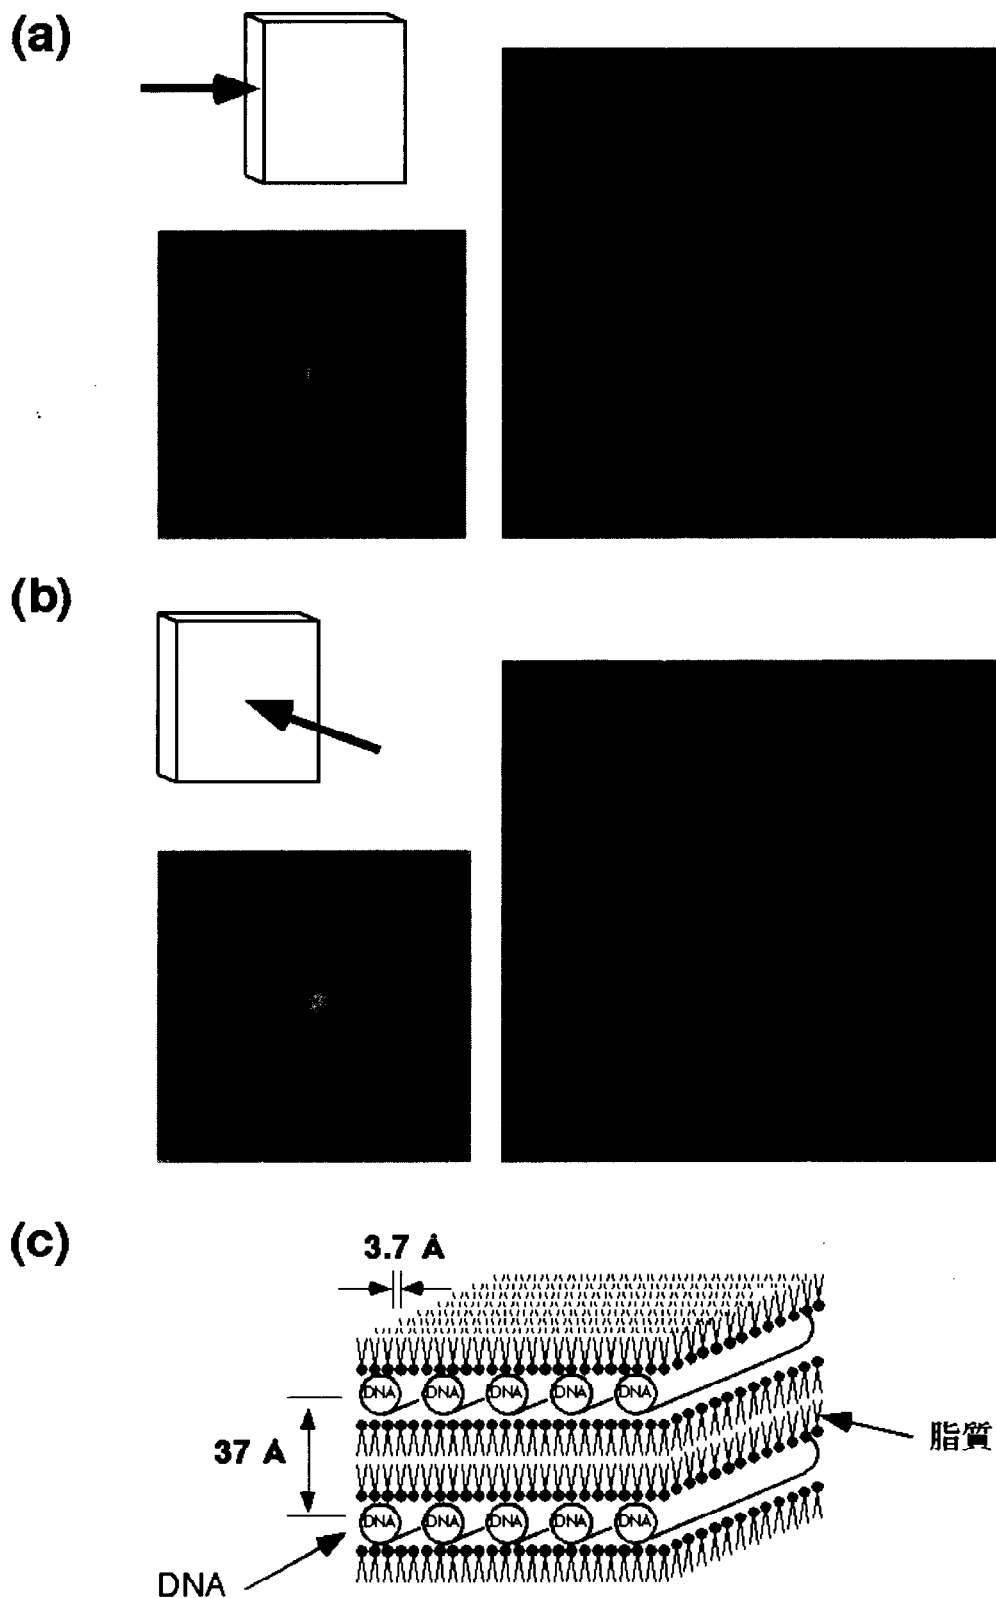 (a)
(b)
(c)
3.7 Å
DNA DNA DNA DNA DNA
37 Å
脂質
DNA DNA DNA DNA DNA
DNA